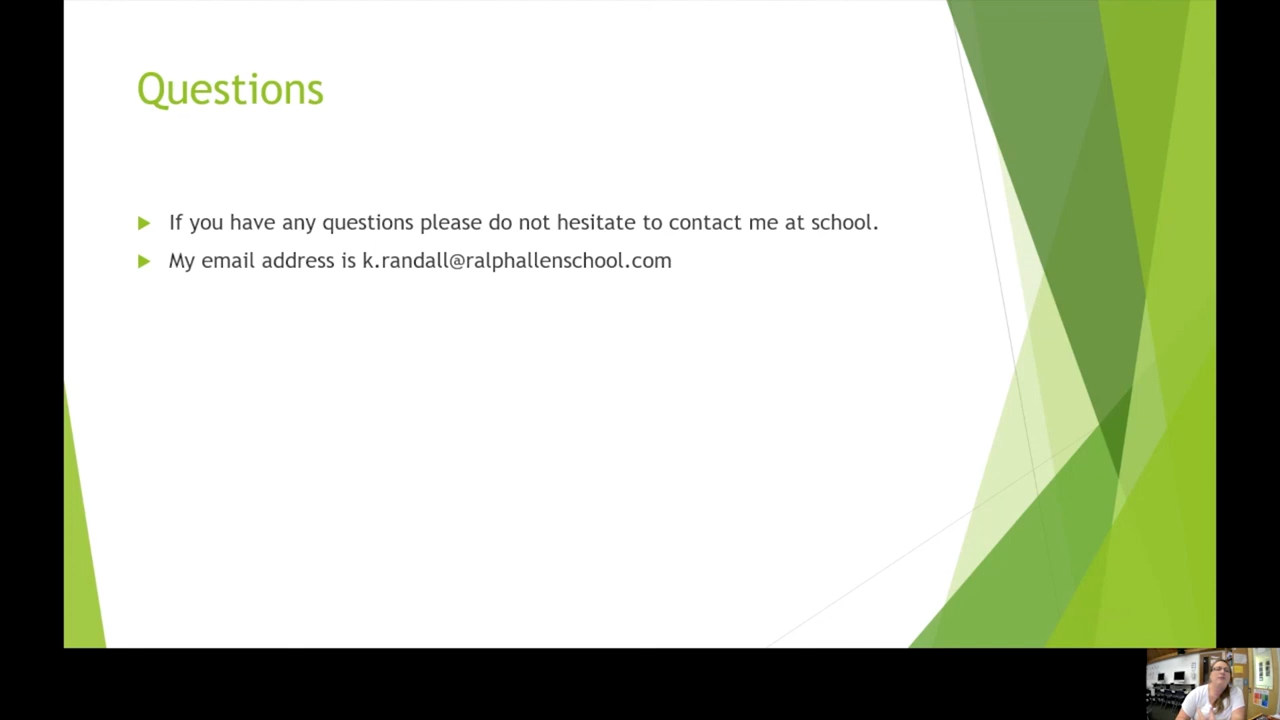 Questions
If you have any questions please do not hesitate to contact me at school.
My email address is k.randall@ralphallenschool.com